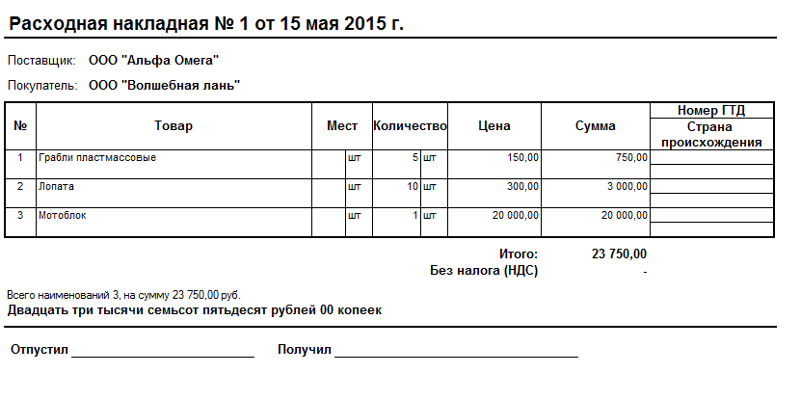 Расходная накладная № 1 от 15 мая 2015 г.
Поставщик: ООО "Альфа Омега"
Покупатель: ООО "Волшебная лань"
№ Товар Мест Количество Цена Сумма Номер ГТД
Страна происхождения
1 Грабли пластмассовые шт 5 шт 150,00 750,00
2 Лопата шт 10 шт 300,00 3 000,00
3 Мотоблок шт 1 шт 20 000,00 20 000,00
Итого: 23 750,00
Без налога (НДС) -
Всего наименований 3, на сумму 23 750,00 руб.
Двадцать три тысячи семьсот пятьдесят рублей 00 копеек
Отпустил Получил